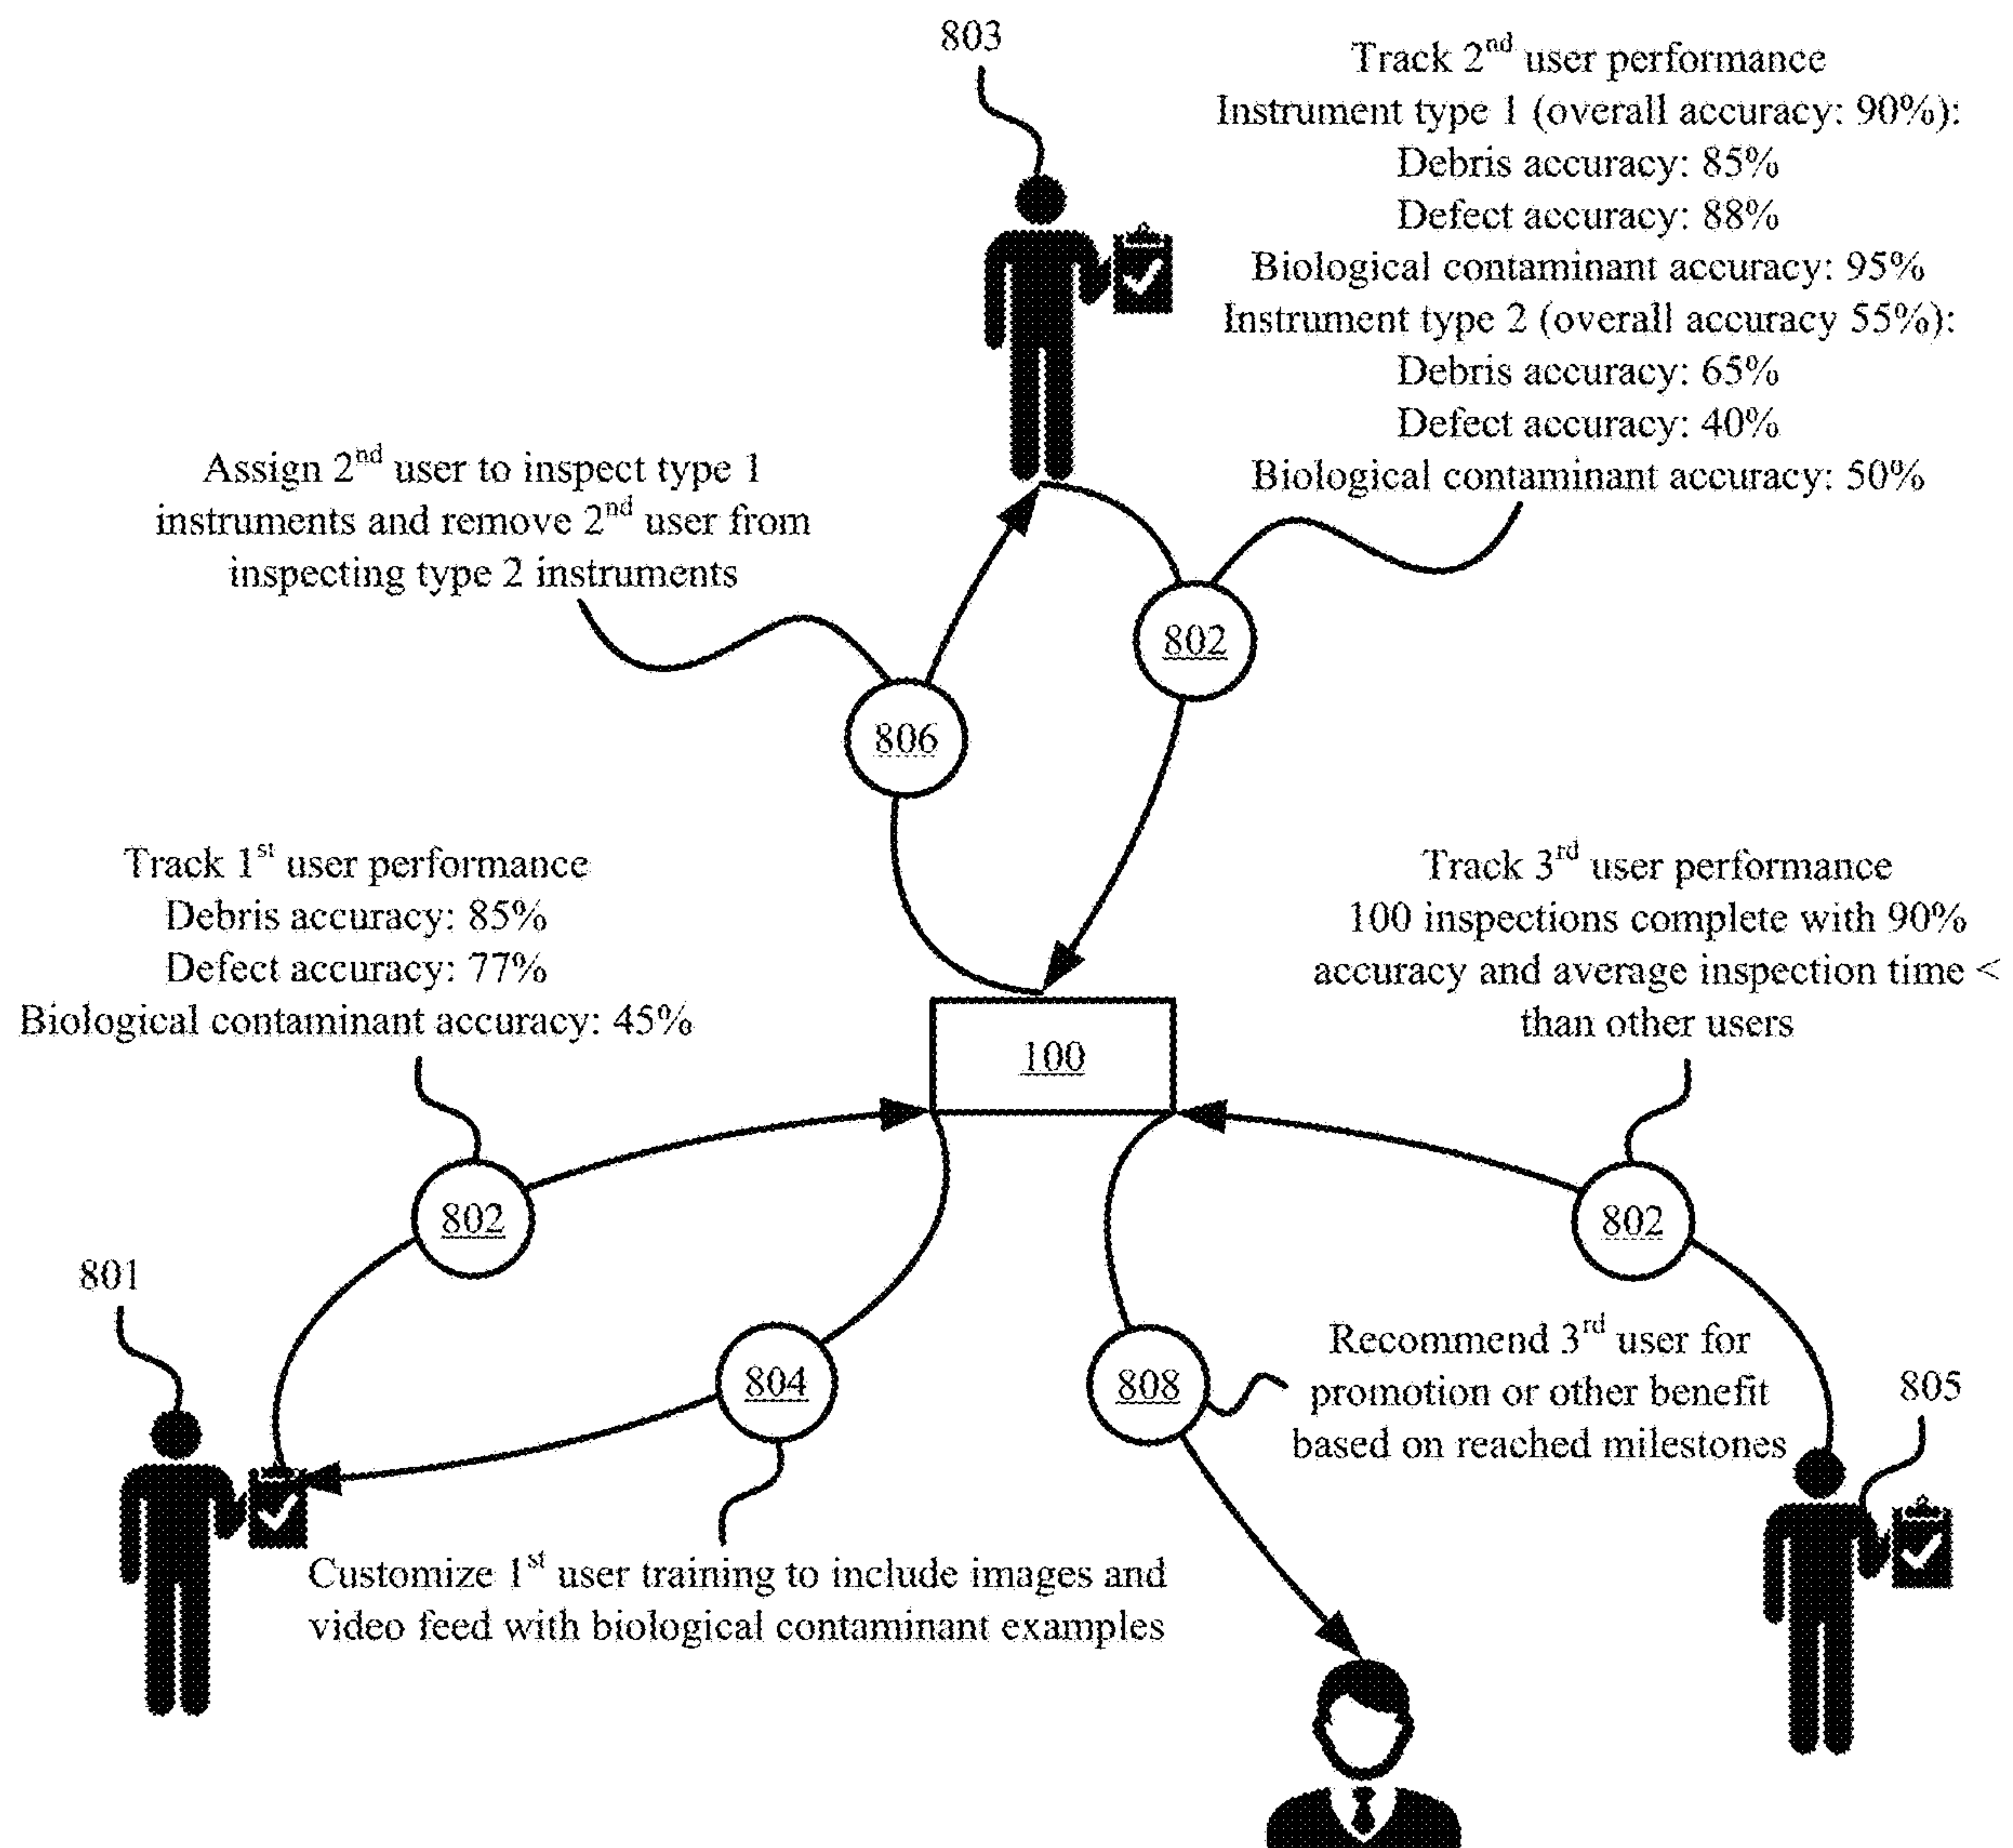 803
Track 2nd user performance
Instrument type 1 (overall accuracy: 90%):
Debris accuracy: 85%
Defect accuracy: 88%
Biological contaminant accuracy: 95%
Instrument type 2 (overall accuracy 55%):
Debris accuracy: 65%
Defect accuracy: 40%
Biological contaminant accuracy: 50%
Assign 2nd user to inspect type 1
instruments and remove 2nd user from
inspecting type 2 instruments
802
806
Track 1st user performance
Debris accuracy: 85%
Defect accuracy: 77%
Biological contaminant accuracy: 45%
Track 3rd user performance
100 inspections complete with 90%
accuracy and average inspection time <
than other users
100
802
802
801
804
808
Recommend 3rd user for
promotion or other benefit
based on reached milestones
805
Customize 1st user training to include images and
video feed with biological contaminant examples